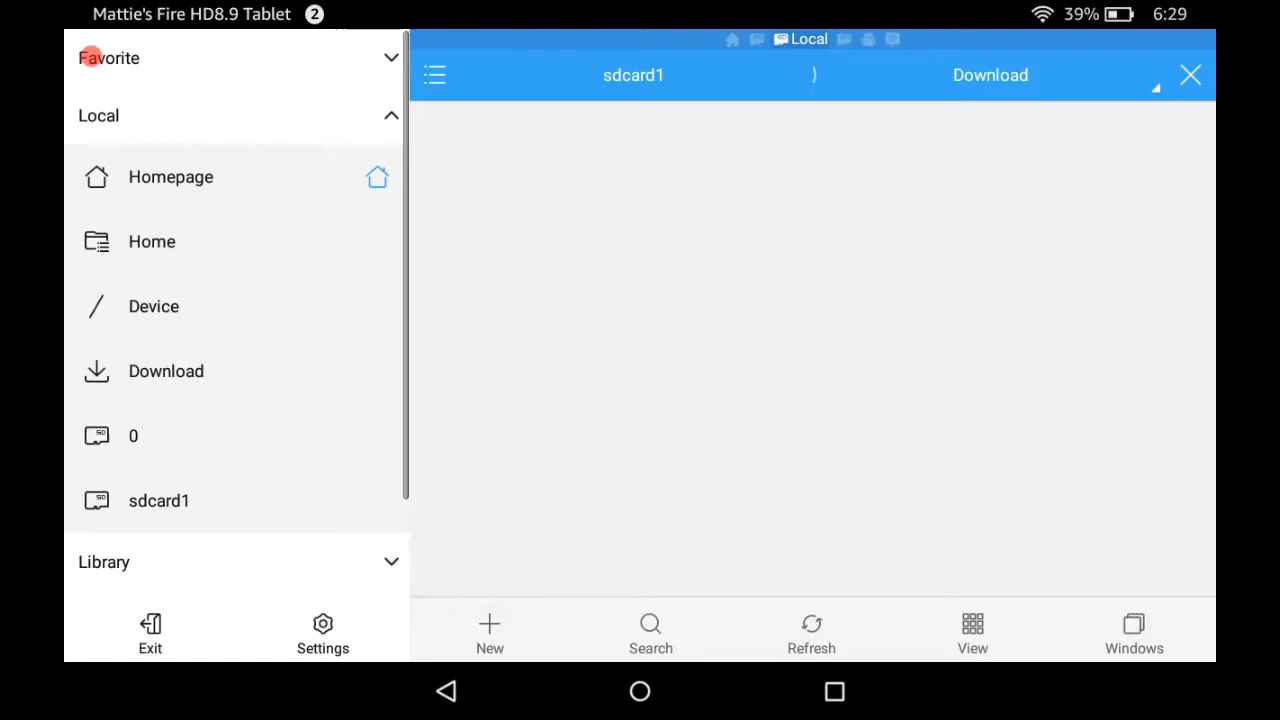 Mattie's Fire HD8.9 Tablet 2 39% 6:29
Favorite
Local
Homepage
Home
Device
Download
0
sdcard1
Library
Exit
Settings
Local
sdcard1
Download
New
Search
Refresh
View
Windows